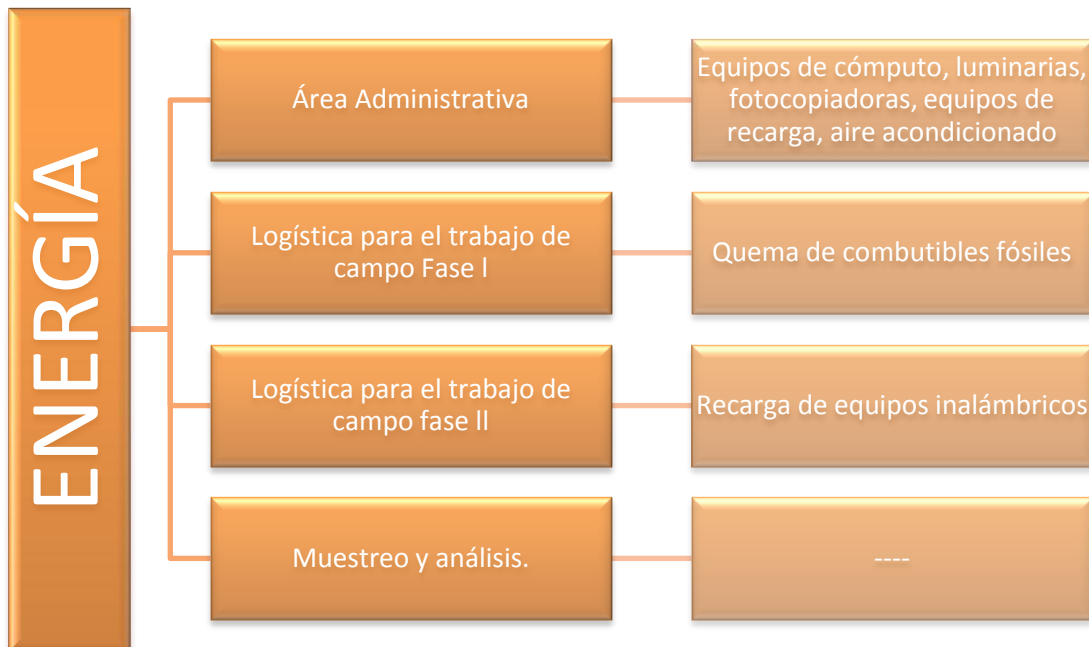 ENERGÍA
Área Administrativa
Equipos de cómputo, luminarias,
fotocopiadoras, equipos de
recarga, aire acondicionado
Logística para el trabajo de
campo Fase l
Quema de combutibles fósiles
Logística para el trabajo de
campo fase ll
Recarga de equipos inalámbricos
Muestreo y análisis.
----